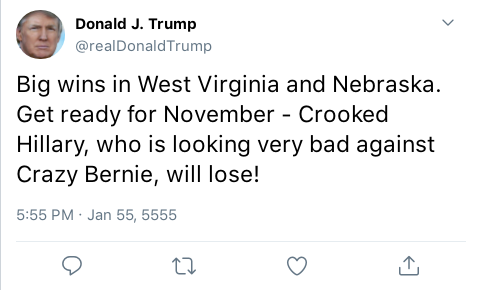 Donald J. Trump
@realDonaldTrump
Big wins in West Virginia and Nebraska.
Get ready for November - Crooked
Hillary, who is looking very bad against
Crazy Bernie, will lose!
5:55 PM · Jan 55, 5555